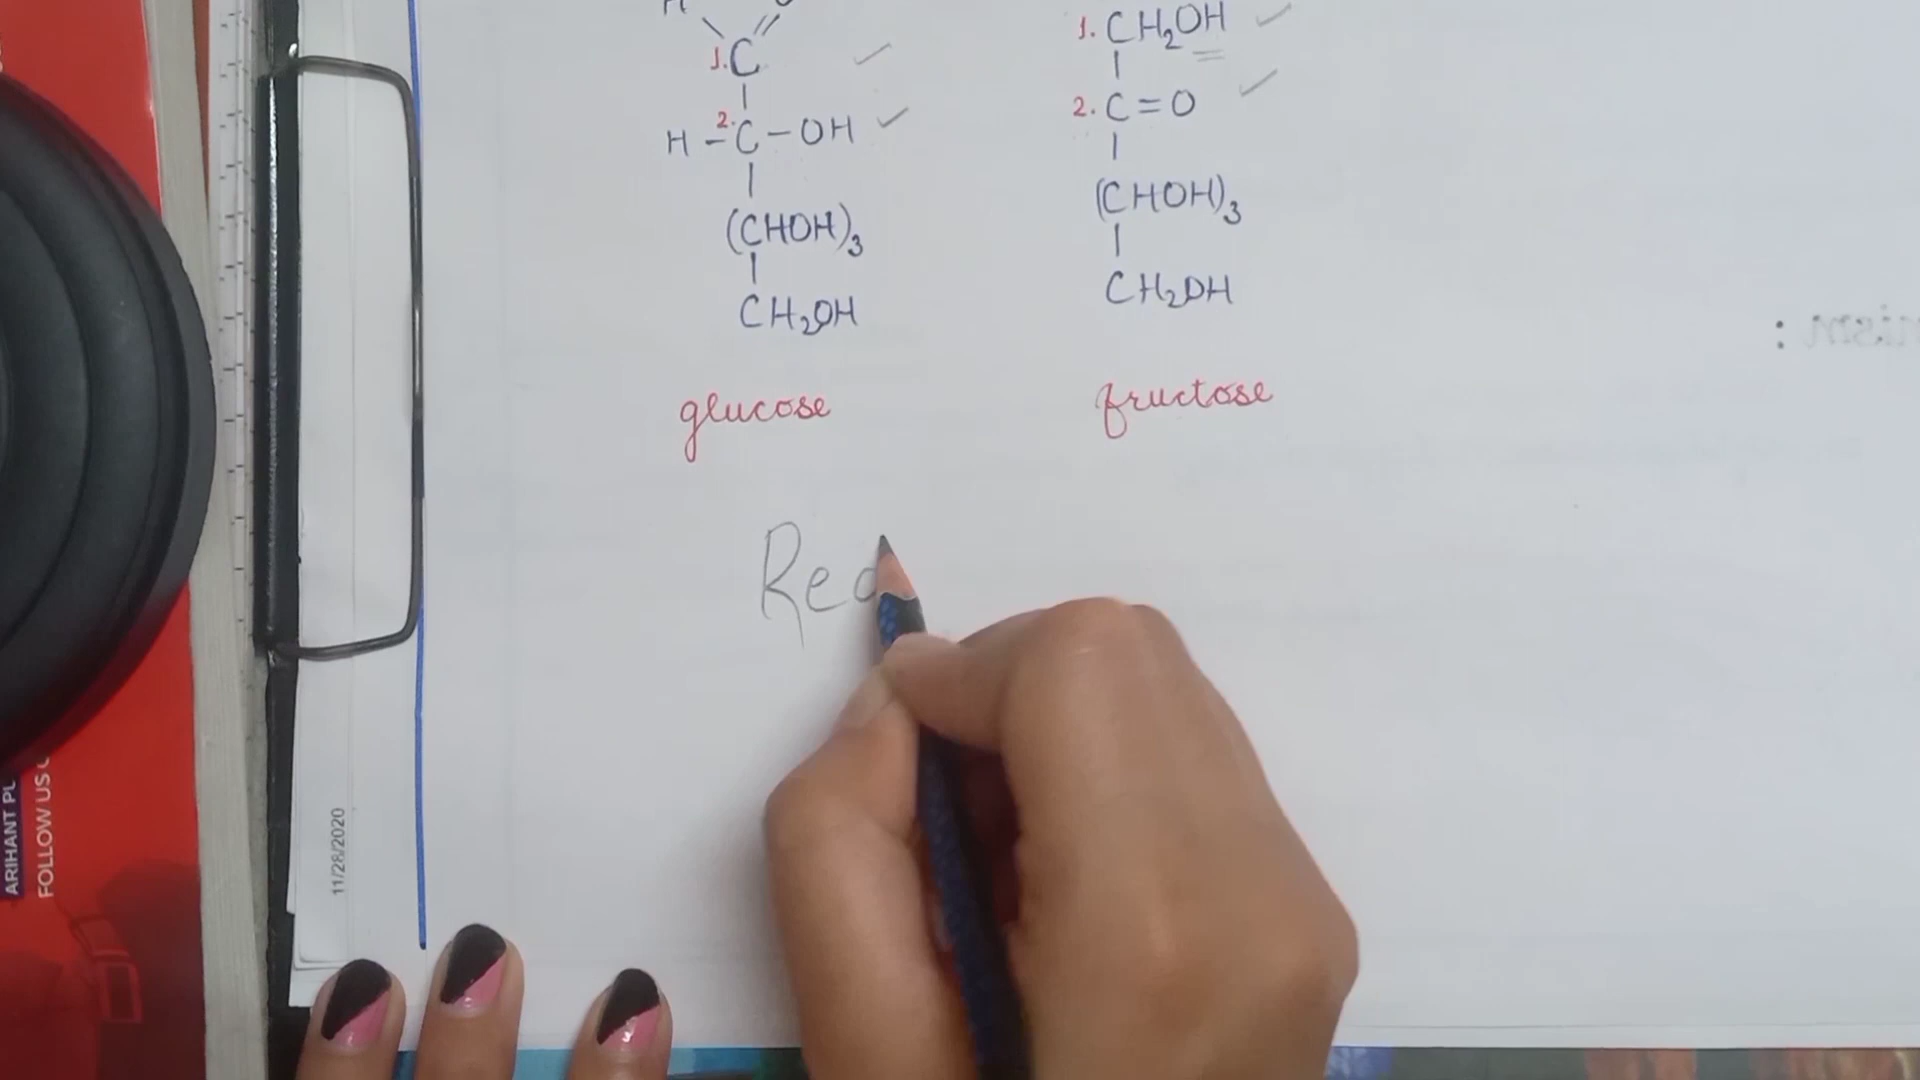 H O
1. C
2.
H - C - OH
(CHOH)3
CH2OH
glucose
1. CH2OH
2. C = O
(CHOH)3
CH2OH
fructose
Red
11/28/2020
ARIHANT PL
FOLLOW US